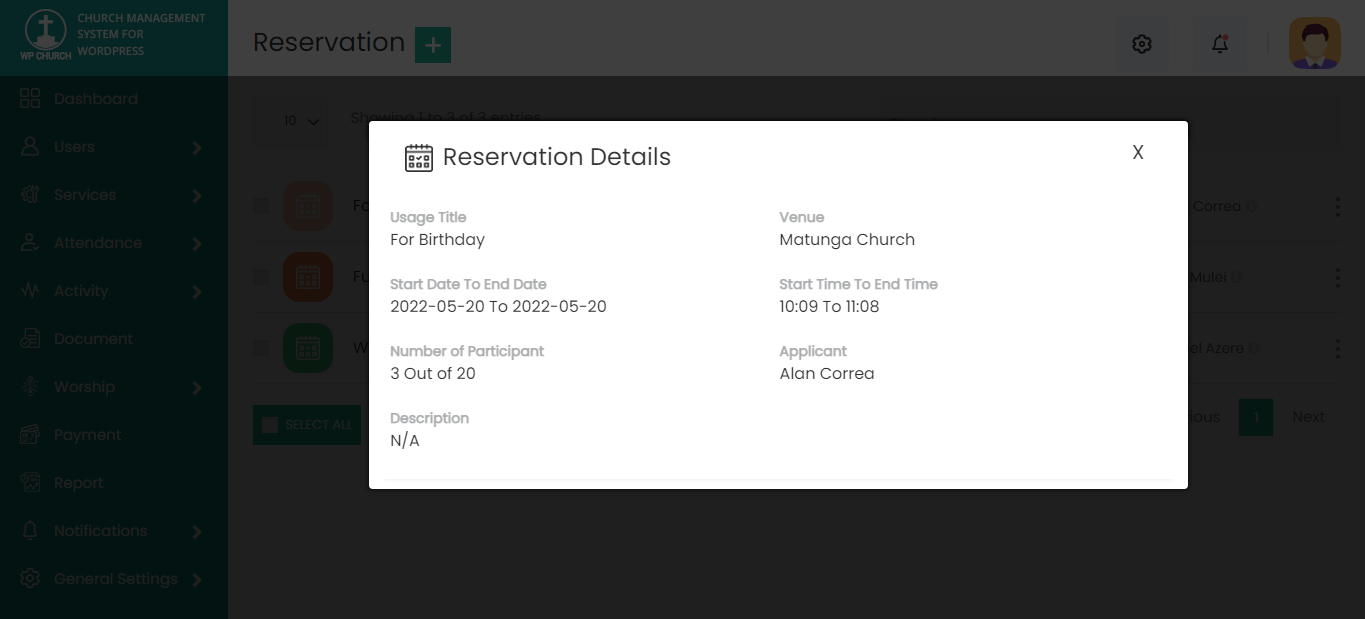 CHURCH MANAGEMENT
SYSTEM FOR
WORDPRESS
WP CHURCH
Reservation
Dashboard
Users
Services
Attendance
Activity
Document
Worship
Payment
Report
Notifications
General Settings
10
Showing 1 to 3 of 3 entries
Reservation Details
X
Usage Title
For Birthday
Venue
Matunga Church
Start Date To End Date
2022-05-20 To 2022-05-20
Start Time To End Time
10:09 To 11:08
Number of Participant
3 Out of 20
Applicant
Alan Correa
Description
N/A
Correa
Mulei
Azere
SELECT ALL
1
Next